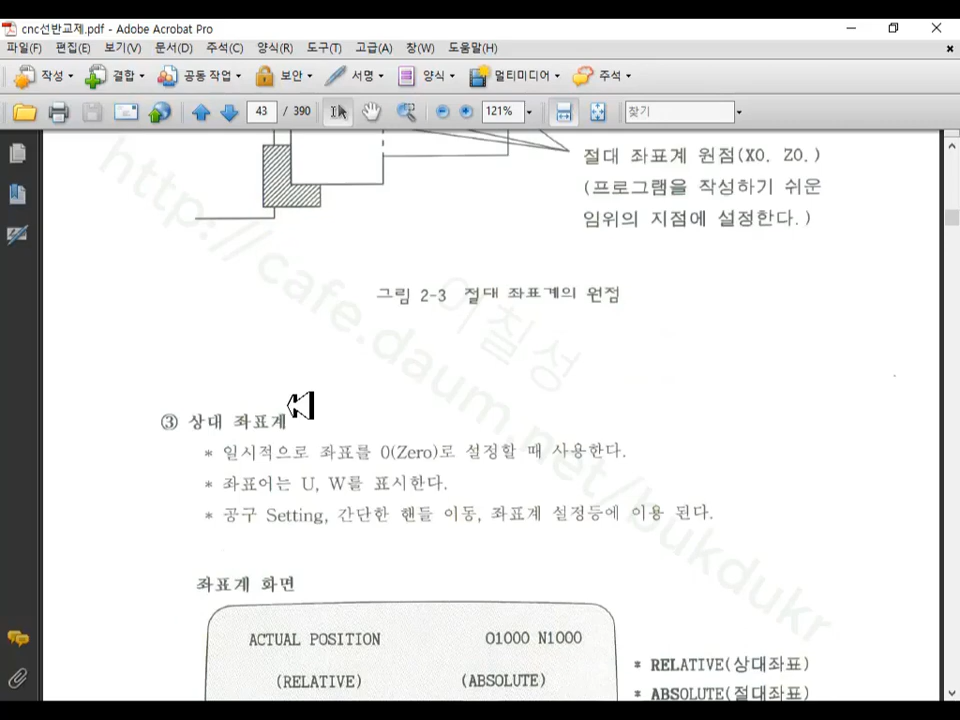 cnc선반교제.pdf - Adobe Acrobat Pro
파일(F) 편집(E) 보기(V) 문서(D) 주석(C) 양식(R) 도구(T) 고급(A) 창(W) 도움말(H)
작성 결합 공동 작업 보안 서명 양식 멀티미디어 주석
43 / 390 121% 찾기
절대 좌표계 원점(X0. Z0.)
(프로그램을 작성하기 쉬운
임위의 지점에 설정한다.)
그림 2-3 절대 좌표계의 원점
③ 상대 좌표계
* 일시적으로 좌표를 0(Zero)로 설정할 때 사용한다.
* 좌표어는 U, W를 표시한다.
* 공구 Setting, 간단한 핸들 이동, 좌표계 설정등에 이용 된다.
좌표계 화면
ACTUAL POSITION O1000 N1000
(RELATIVE) (ABSOLUTE)
* RELATIVE(상대좌표)
* ABSOLUTE(절대좌표)
http://cafe.daum.net/bukdukr
이칠성